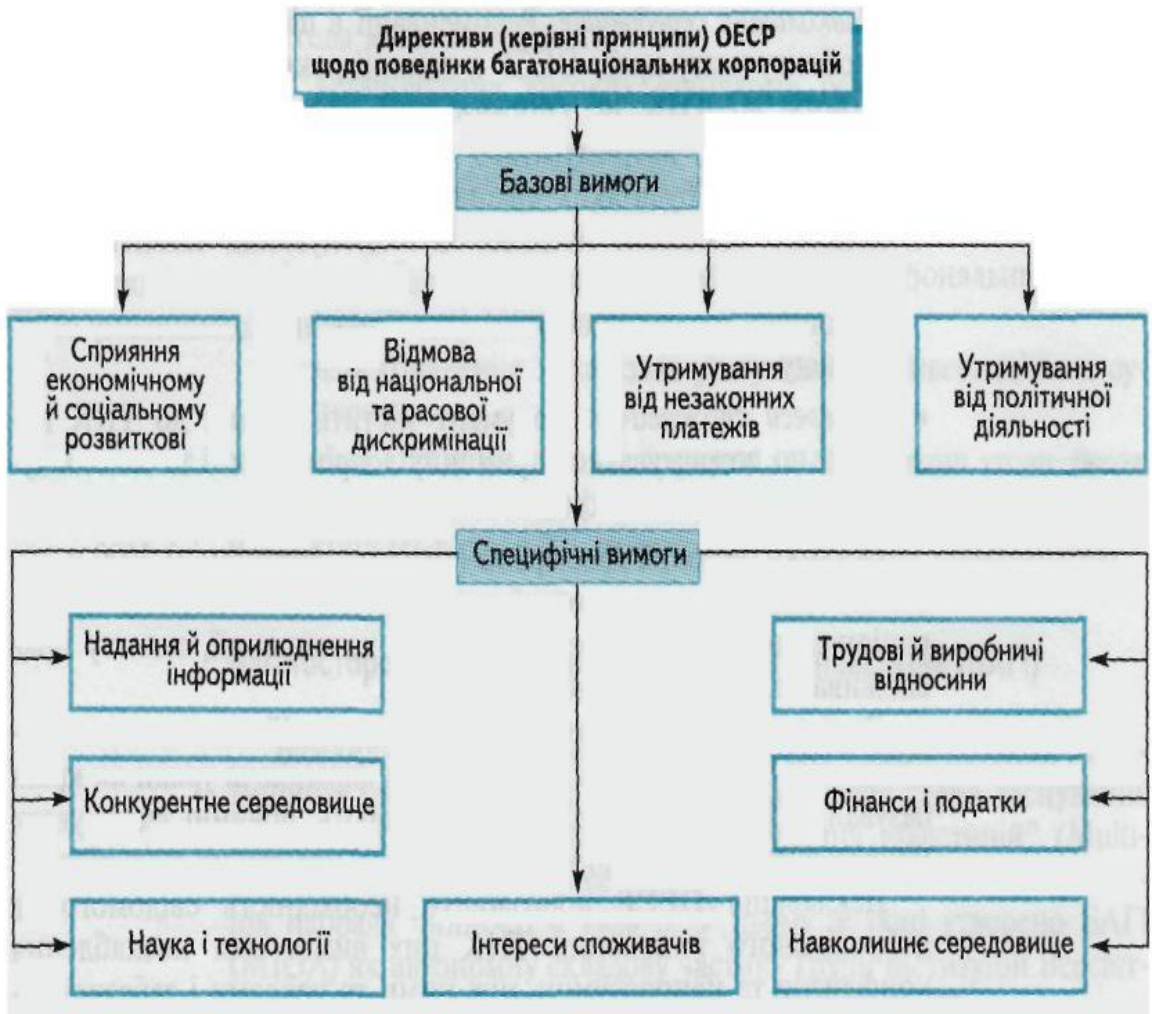 Директиви (керівні принципи) ОЕСР
щодо поведінки багатонаціональних корпорацій
Базові вимоги
Сприяння
економічному
й соціальному
розвиткові
Відмова
від національної
та расової
дискримінації
Утримування
від незаконних
платежів
Утримування
від політичної
діяльності
Специфічні вимоги
Надання й оприлюднення
інформації
Трудові й виробничі
відносини
Конкурентне середовище
Фінанси і податки
Наука і технології
Інтереси споживачів
Навколишнє середовище